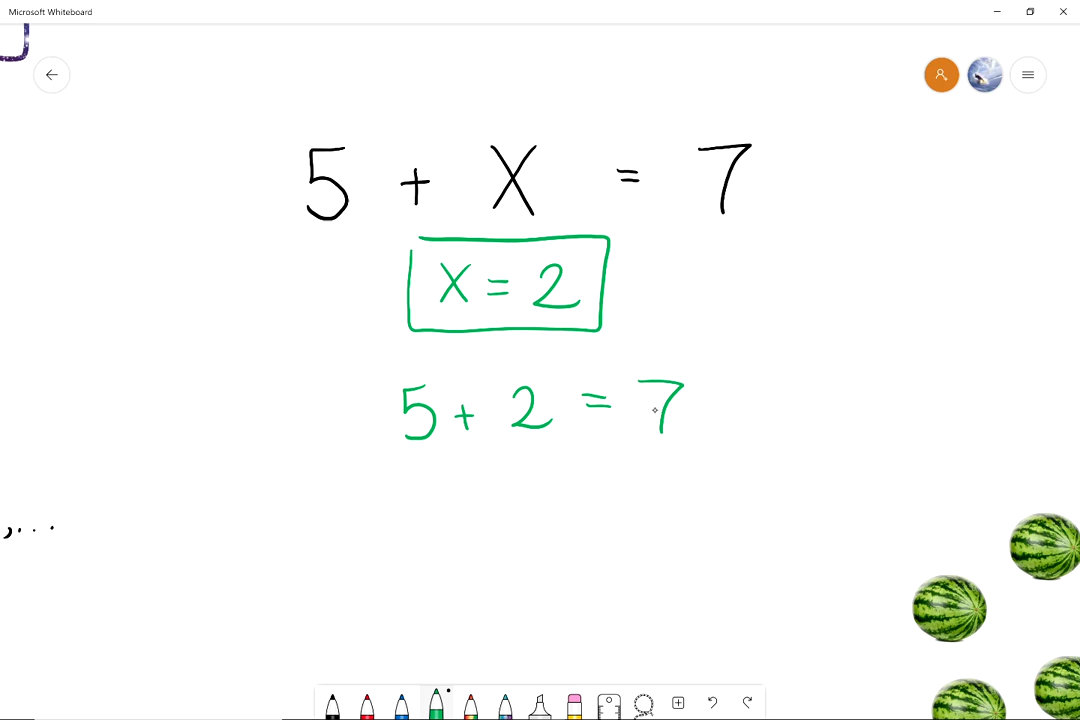 Microsoft Whiteboard
5 + X = 7
X = 2
5 + 2 = 7
,...